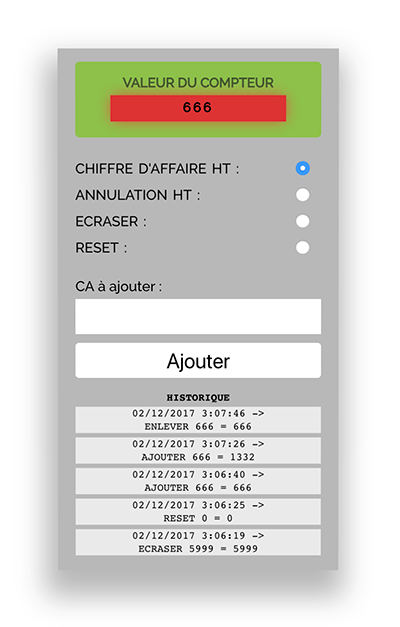 VALEUR DU COMPTEUR
666
CHIFFRE D'AFFAIRE HT :
ANNULATION HT :
ECRASER :
RESET :
CA à ajouter :
Ajouter
HISTORIQUE
02/12/2017 3:07:46 ->
ENLEVER 666 = 666
02/12/2017 3:07:26 ->
AJOUTER 666 = 1332
02/12/2017 3:06:40 ->
AJOUTER 666 = 666
02/12/2017 3:06:25 ->
RESET 0 = 0
02/12/2017 3:06:19 ->
ECRASER 5999 = 5999